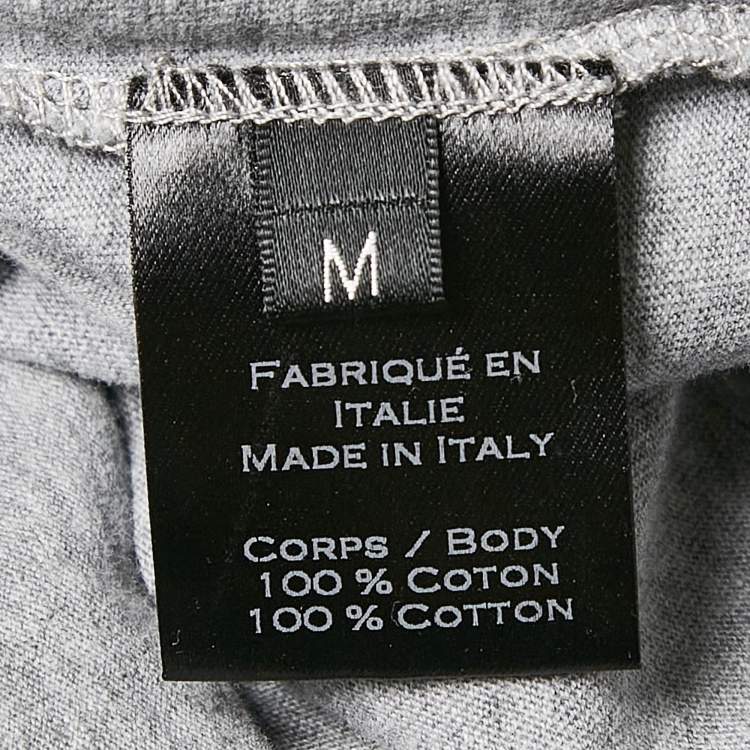 M
FABRIQUÉ EN
ITALIE
MADE IN ITALY
CORPS / BODY
100 % COTON
100 % COTTON